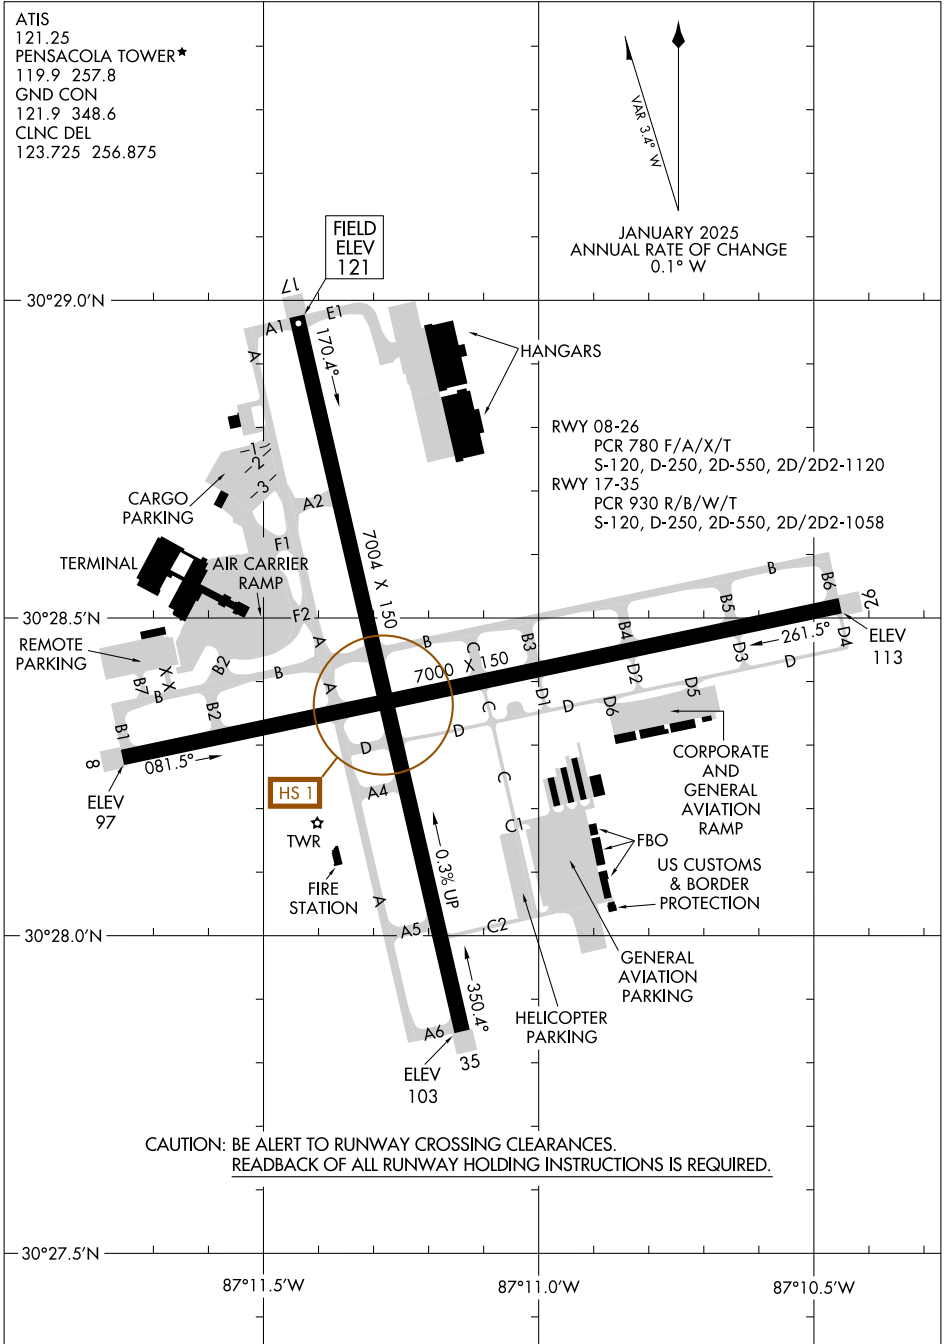 ATIS
121.25
PENSACOLA TOWER★
119.9 257.8
GND CON
121.9 348.6
CLNC DEL
123.725 256.875
VAR 3.4° W
JANUARY 2025
ANNUAL RATE OF CHANGE
0.1° W
FIELD
ELEV
121
30°29.0'N
17
A1
E1
A
170.4°
HANGARS
RWY 08-26
PCR 780 F/A/X/T
S-120, D-250, 2D-550, 2D/2D2-1120
RWY 17-35
PCR 930 R/B/W/T
S-120, D-250, 2D-550, 2D/2D2-1058
1
2
3
CARGO
PARKING
A2
F1
7004 X 150
TERMINAL
AIR CARRIER
RAMP
F2
A
30°28.5'N
REMOTE
PARKING
X
X
B7
B
B2
B
B
C
B3
B4
B5
B
B6
26
ELEV
113
261.5°
D4
D
D3
D2
D5
D6
D
D1
C
7000 X 150
A
B1
B2
8
081.5°
ELEV
97
D
D
HS 1
A4
C
TWR
FIRE
STATION
C1
0.3% UP
CORPORATE
AND
GENERAL
AVIATION
RAMP
FBO
US CUSTOMS
& BORDER
PROTECTION
A
A5
C2
30°28.0'N
GENERAL
AVIATION
PARKING
HELICOPTER
PARKING
350.4°
A6
35
ELEV
103
CAUTION: BE ALERT TO RUNWAY CROSSING CLEARANCES.
READBACK OF ALL RUNWAY HOLDING INSTRUCTIONS IS REQUIRED.
30°27.5'N
87°11.5'W
87°11.0'W
87°10.5'W